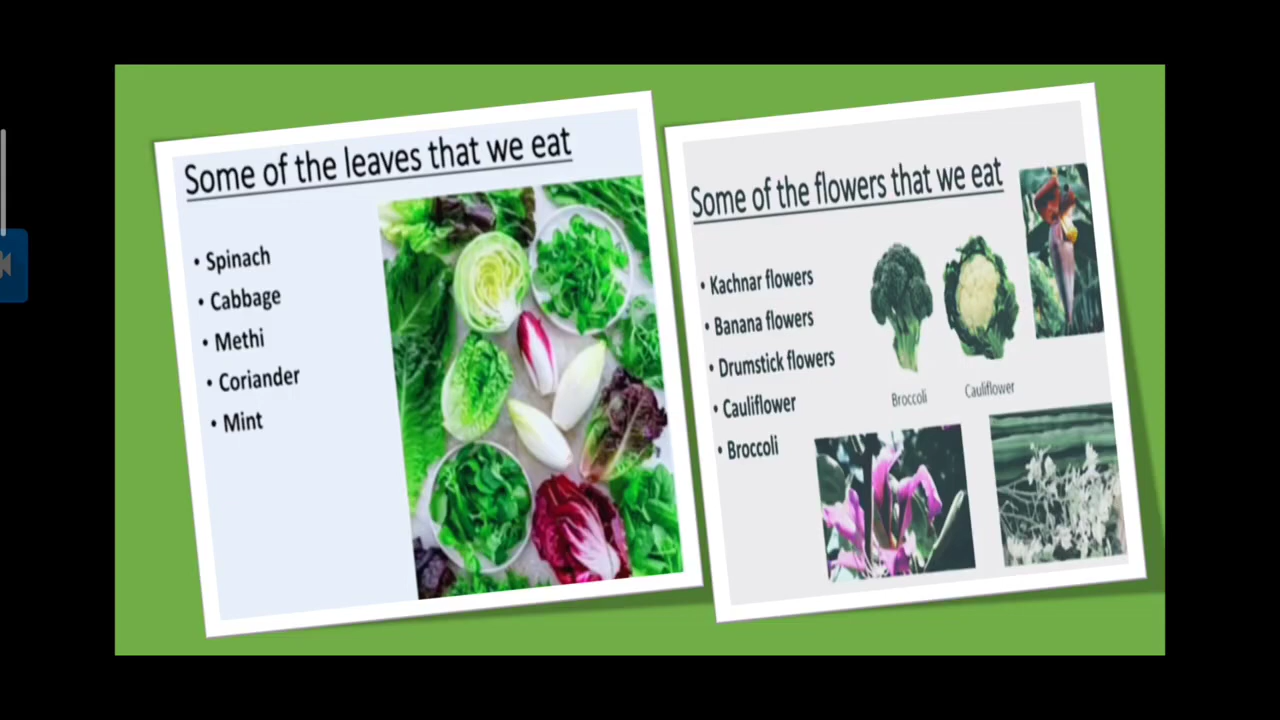 Some of the leaves that we eat
• Spinach
• Cabbage
• Methi
• Coriander
• Mint
Some of the flowers that we eat
• Kachnar flowers
• Banana flowers
• Drumstick flowers
• Cauliflower
• Broccoli
Broccoli
Cauliflower